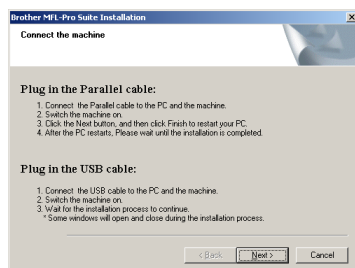 Brother MFL-Pro Suite Installation
Connect the machine
Plug in the Parallel cable:
1. Connect the Parallel cable to the PC and the machine.
2. Switch the machine on.
3. Click the Next button, and then click Finish to restart your PC.
4. After the PC restarts, Please wait until the installation is completed.
Plug in the USB cable:
1. Connect the USB cable to the PC and the machine.
2. Switch the machine on.
3. Wait for the installation process to continue.
* Some windows will open and close during the installation process.
< Back Next > Cancel